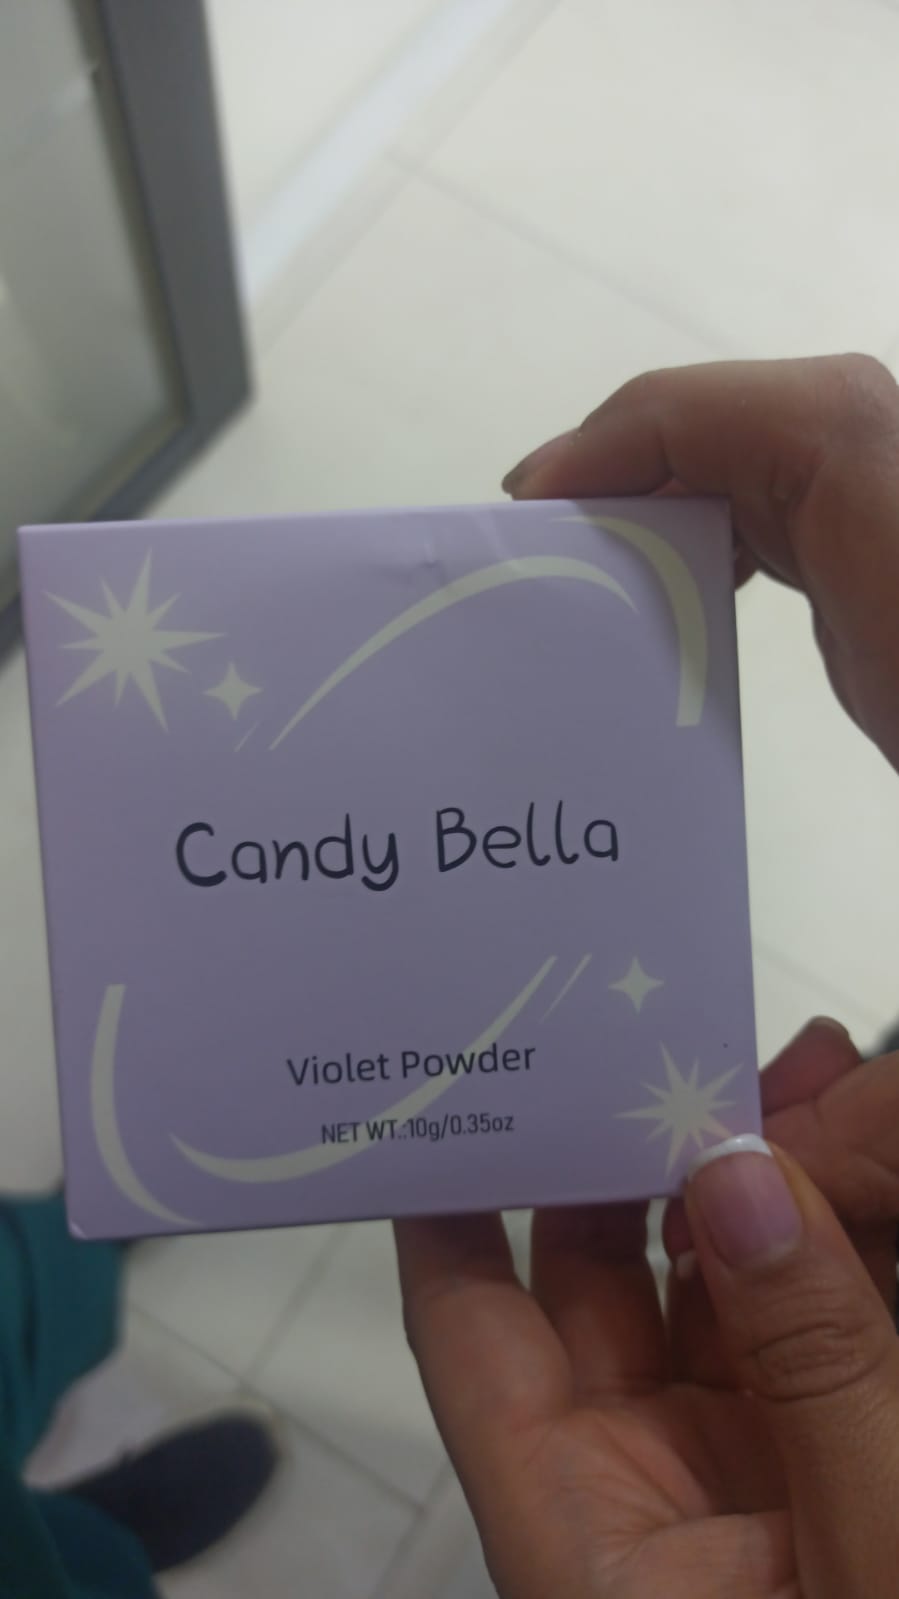 Candy Bella
Violet Powder
NET WT.:10g/0.35oz